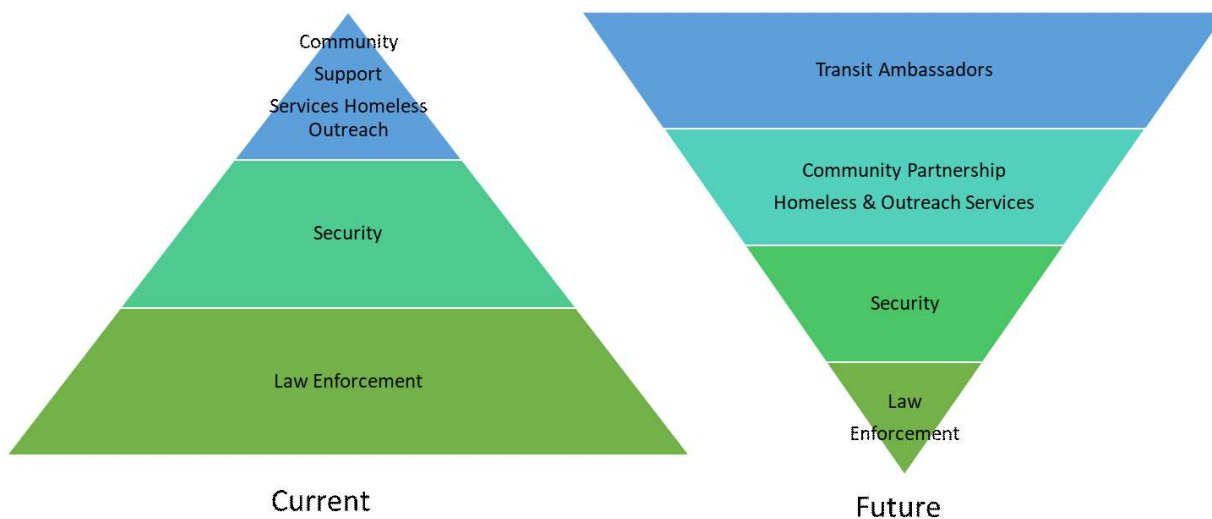 Community
Support
Services Homeless
Outreach
Security
Law Enforcement
Current
Transit Ambassadors
Community Partnership
Homeless & Outreach Services
Security
Law
Enforcement
Future